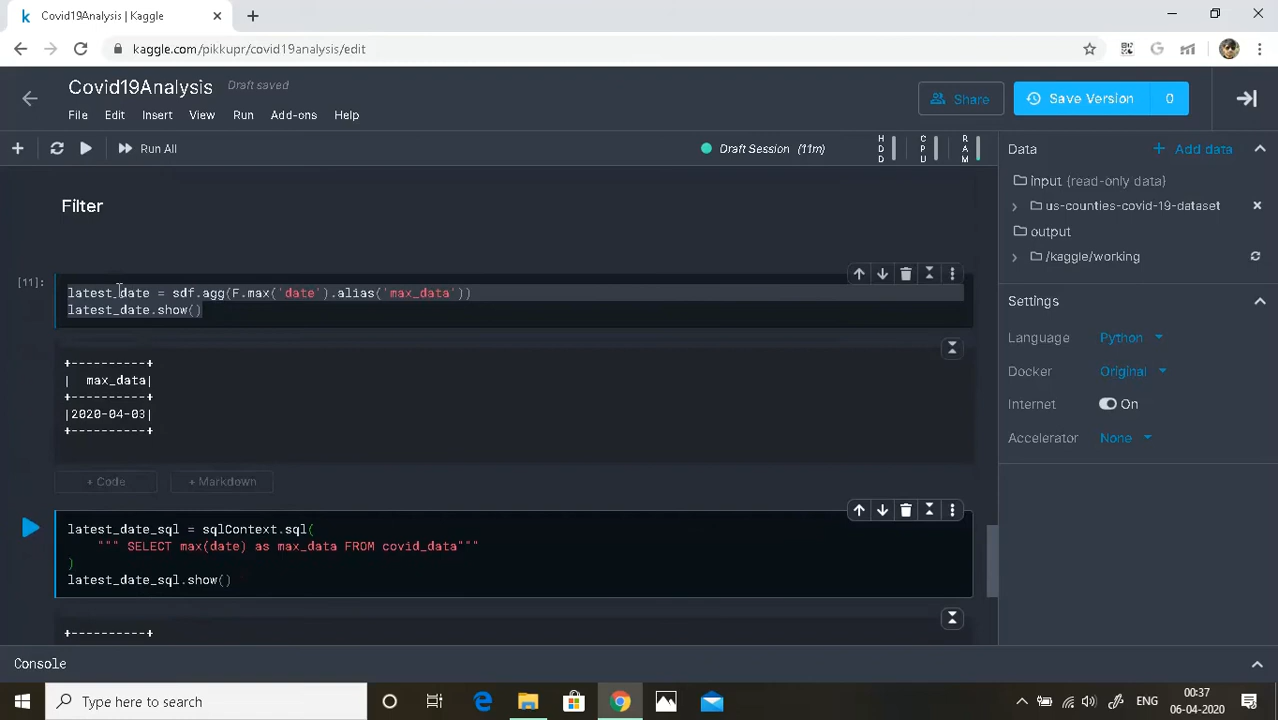 Covid19Analysis | Kaggle
kaggle.com/pikkupr/covid19analysis/edit
Covid19Analysis Draft saved
File Edit Insert View Run Add-ons Help
Share
Save Version 0
Run All
Draft Session (11m)
HDD CPU RAM
Data
Add data
input (read-only data)
us-counties-covid-19-dataset
output
/kaggle/working
Settings
Language Python
Docker Original
Internet On
Accelerator None
Filter
[11]:
latest_date = sdf.agg(F.max('date').alias('max_data'))
latest_date.show()
+----------+
|  max_data|
+----------+
|2020-04-03|
+----------+
+ Code + Markdown
latest_date_sql = sqlContext.sql(
""" SELECT max(date) as max_data FROM covid_data"""
)
latest_date_sql.show()
+----------+
Console
Type here to search
ENG
00:37
06-04-2020